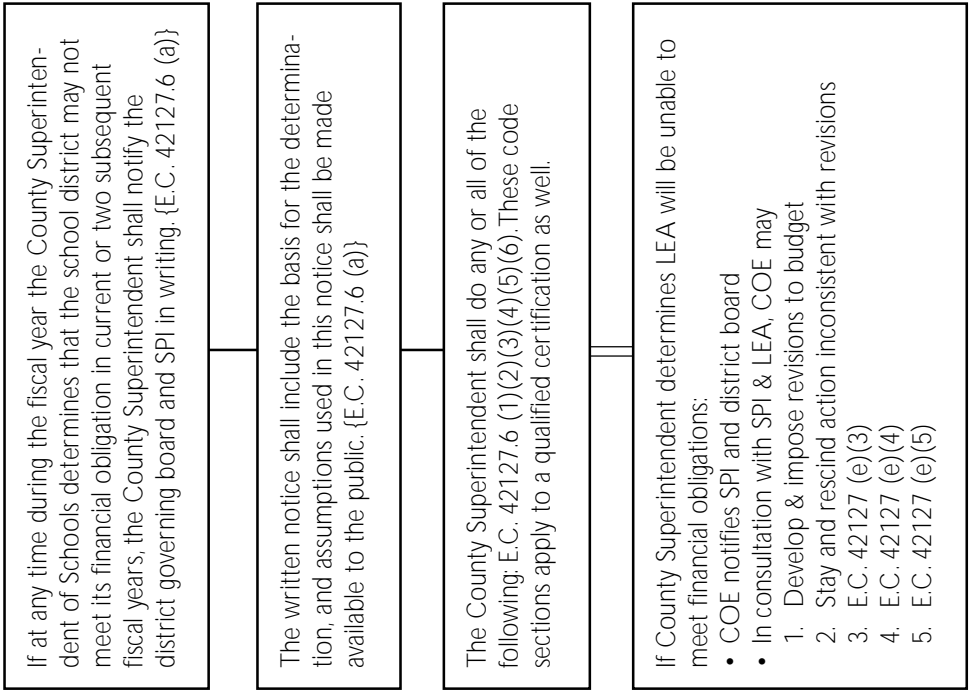 If at any time during the fiscal year the County Superinten-
dent of Schools determines that the school district may not
meet its financial obligation in current or two subsequent
fiscal years, the County Superintendent shall notify the
district governing board and SPI in writing. {E.C. 42127.6 (a)}
The written notice shall include the basis for the determina-
tion, and assumptions used in this notice shall be made
available to the public. {E.C. 42127.6 (a)}
The County Superintendent shall do any or all of the
following: E.C. 42127.6 (1)(2)(3)(4)(5)(6). These code
sections apply to a qualified certification as well.
If County Superintendent determines LEA will be unable to
meet financial obligations:
• COE notifies SPI and district board
• In consultation with SPI & LEA, COE may
1. Develop & impose revisions to budget
2. Stay and rescind action inconsistent with revisions
3. E.C. 42127 (e)(3)
4. E.C. 42127 (e)(4)
5. E.C. 42127 (e)(5)